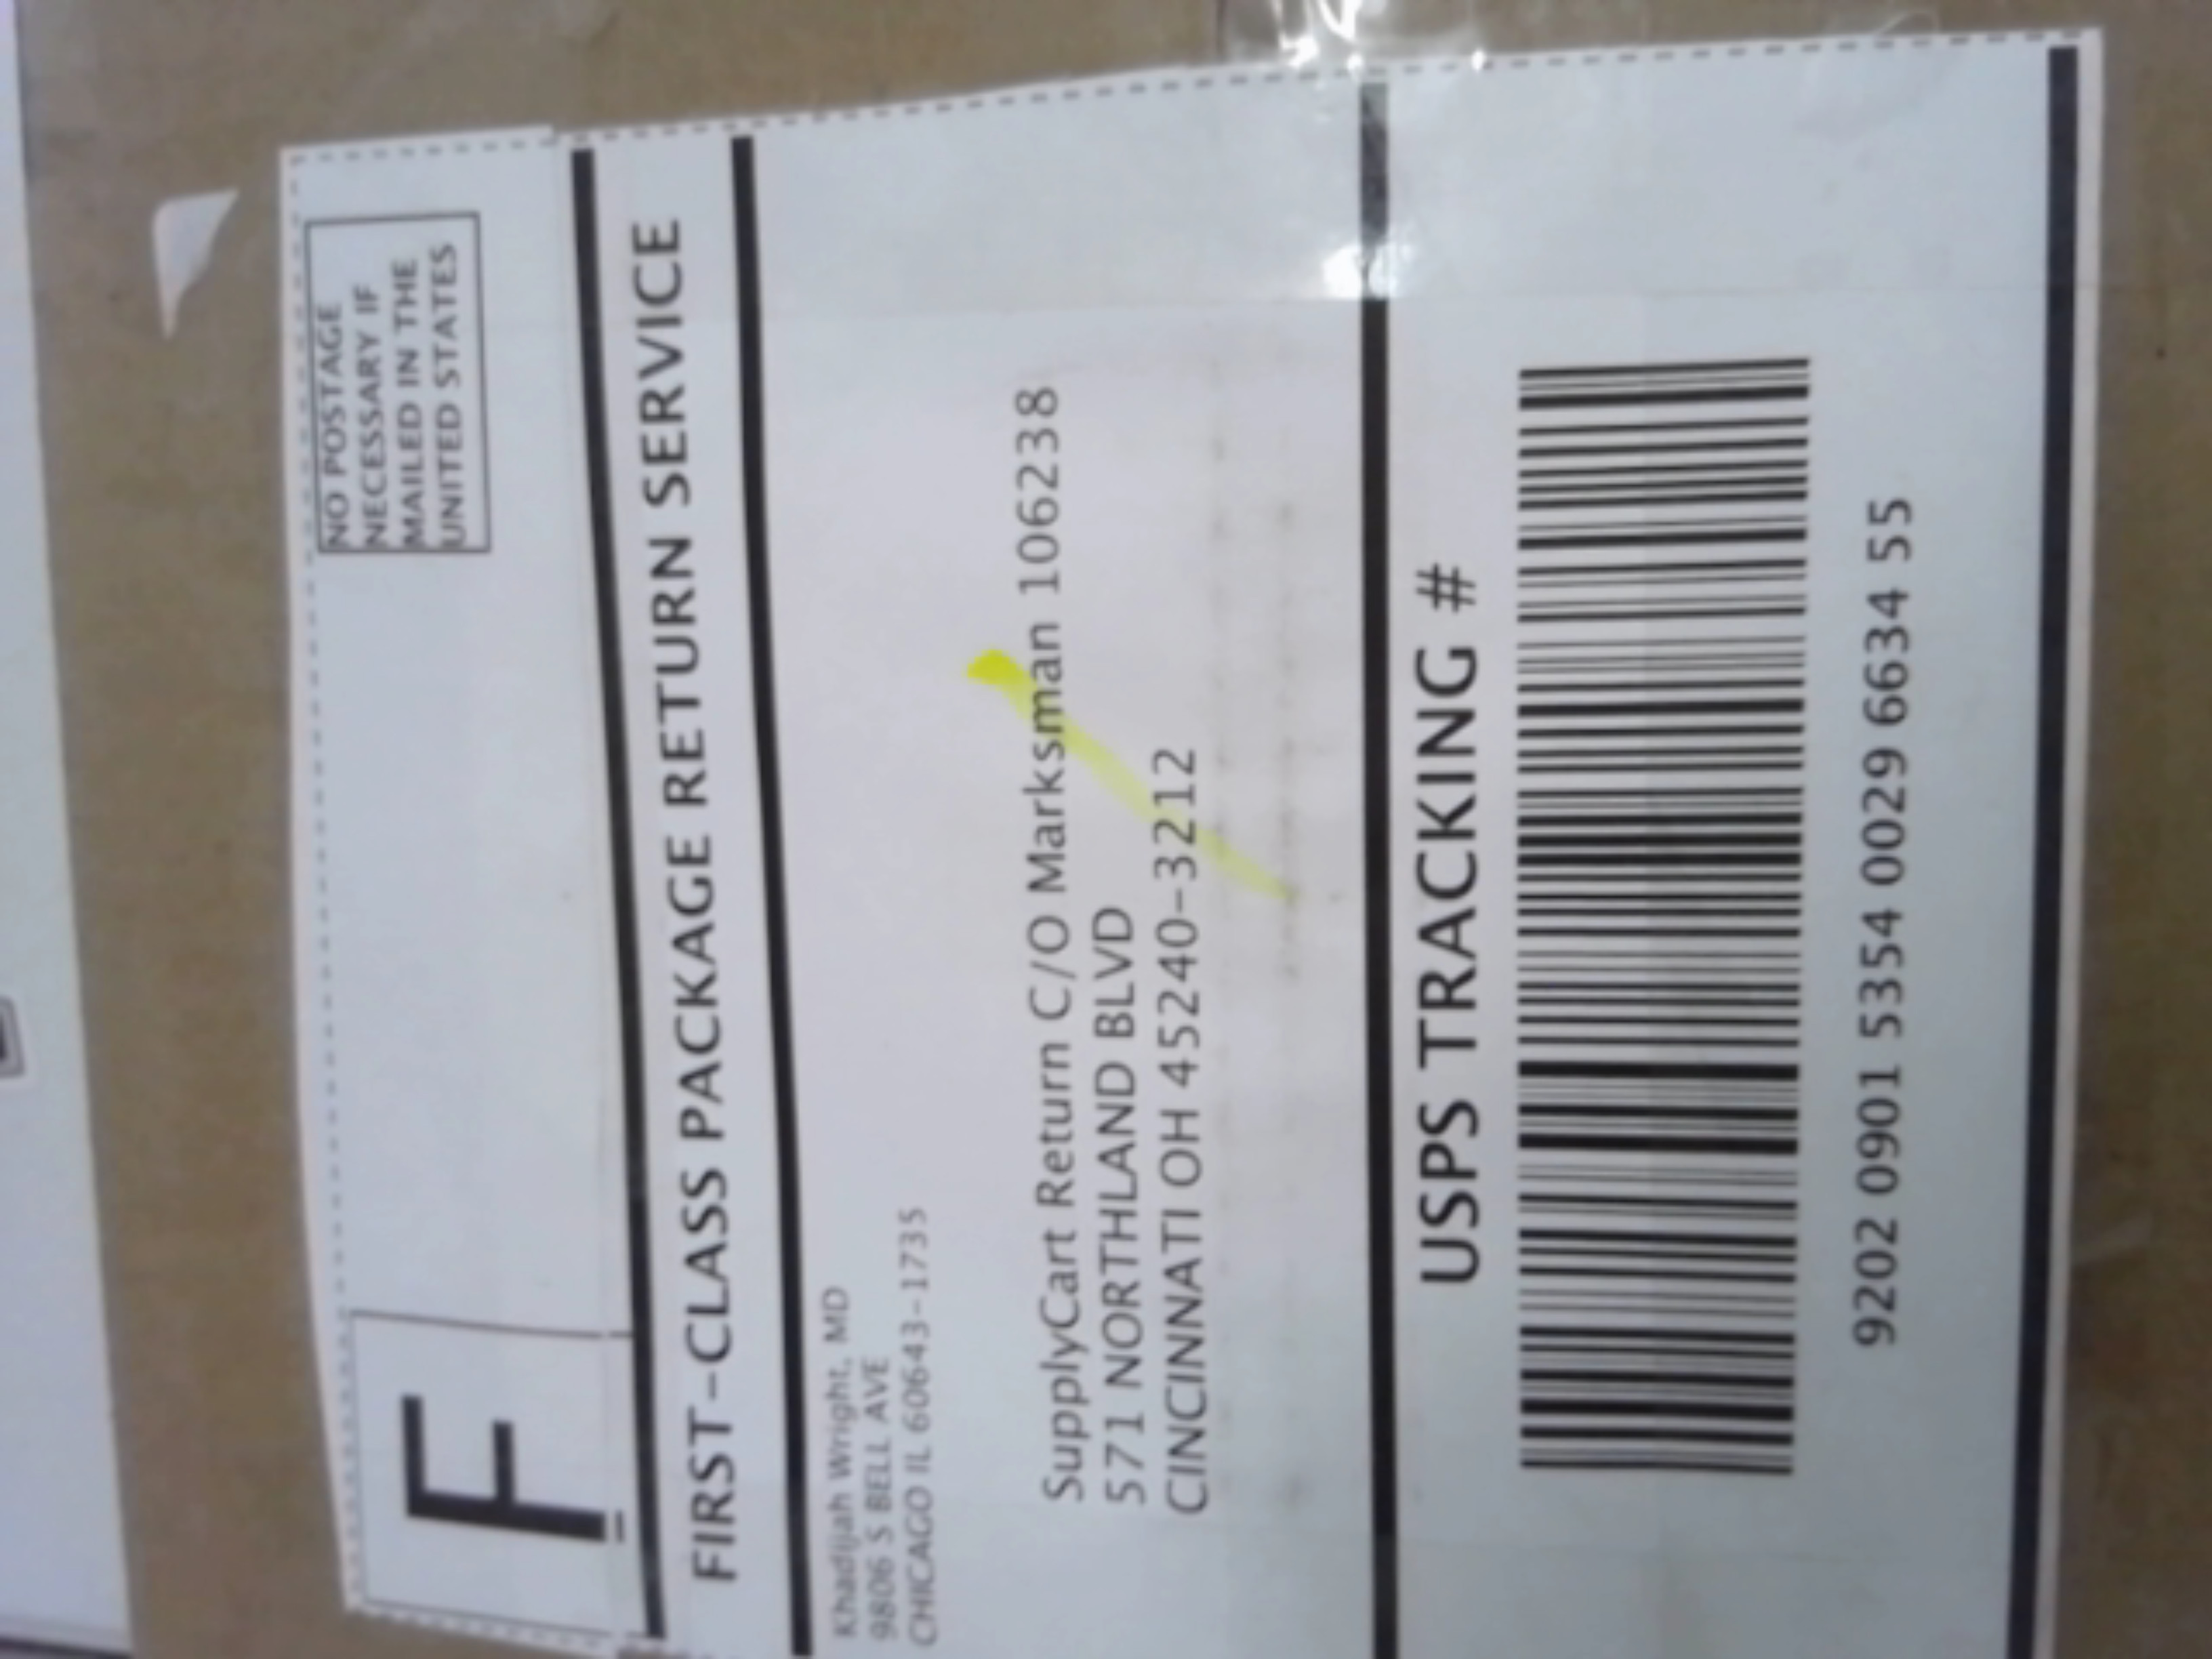 F
NO POSTAGE
NECESSARY IF
MAILED IN THE
UNITED STATES
FIRST-CLASS PACKAGE RETURN SERVICE
Khadijah Wright, MD
9806 S BELL AVE
CHICAGO IL 60643-1735
SupplyCart Return C/O Marksman 106238
571 NORTHLAND BLVD
CINCINNATI OH 45240-3212
USPS TRACKING #
9202 0901 5354 0029 6634 55